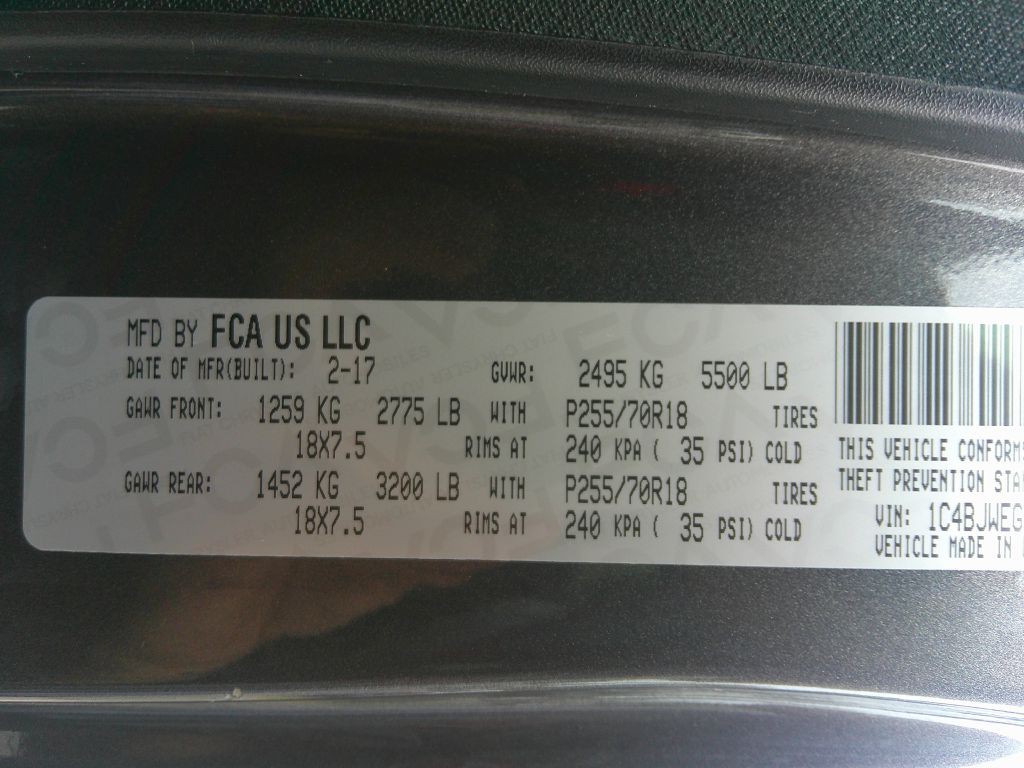 MFD BY FCA US LLC
DATE OF MFR(BUILT): 2-17 GVWR: 2495 KG 5500 LB
GAWR FRONT: 1259 KG 2775 LB WITH P255/70R18 TIRES
18X7.5 RIMS AT 240 KPA ( 35 PSI) COLD
GAWR REAR: 1452 KG 3200 LB WITH P255/70R18 TIRES
18X7.5 RIMS AT 240 KPA ( 35 PSI) COLD
THIS VEHICLE CONFORM
THEFT PREVENTION STA
VIN: 1C4BJWEG
VEHICLE MADE IN